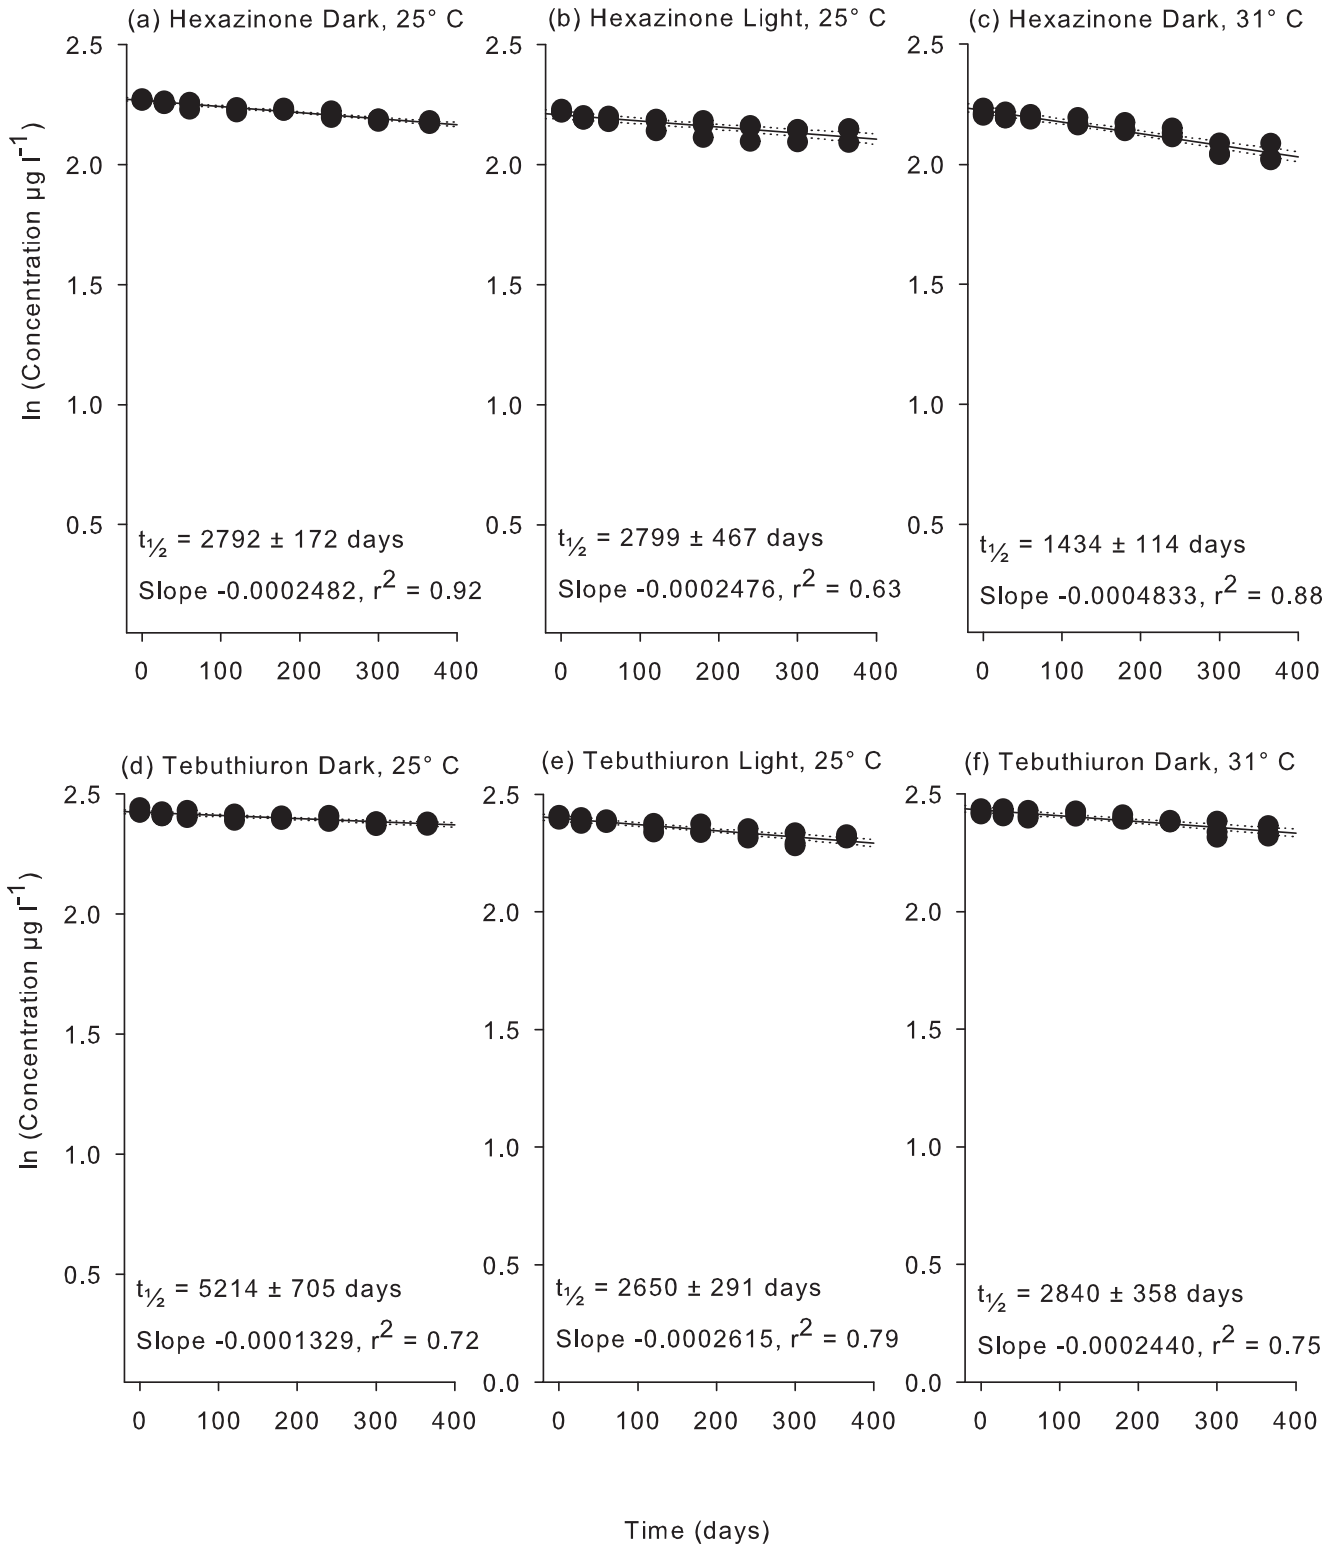 (a) Hexazinone Dark, 25° C
(b) Hexazinone Light, 25° C
(c) Hexazinone Dark, 31° C
ln (Concentration µg l⁻¹)
2.5
2.0
1.5
1.0
0.5
t½ = 2792 ± 172 days
Slope -0.0002482, r² = 0.92
0 100 200 300 400
2.5
2.0
1.5
1.0
0.5
t½ = 2799 ± 467 days
Slope -0.0002476, r² = 0.63
0 100 200 300 400
2.5
2.0
1.5
1.0
0.5
t½ = 1434 ± 114 days
Slope -0.0004833, r² = 0.88
0 100 200 300 400
(d) Tebuthiuron Dark, 25° C
(e) Tebuthiuron Light, 25° C
(f) Tebuthiuron Dark, 31° C
ln (Concentration µg l⁻¹)
2.5
2.0
1.5
1.0
0.5
t½ = 5214 ± 705 days
Slope -0.0001329, r² = 0.72
0 100 200 300 400
2.5
2.0
1.5
1.0
0.5
0.0
t½ = 2650 ± 291 days
Slope -0.0002615, r² = 0.79
0 100 200 300 400
2.5
2.0
1.5
1.0
0.5
0.0
t½ = 2840 ± 358 days
Slope -0.0002440, r² = 0.75
0 100 200 300 400
Time (days)